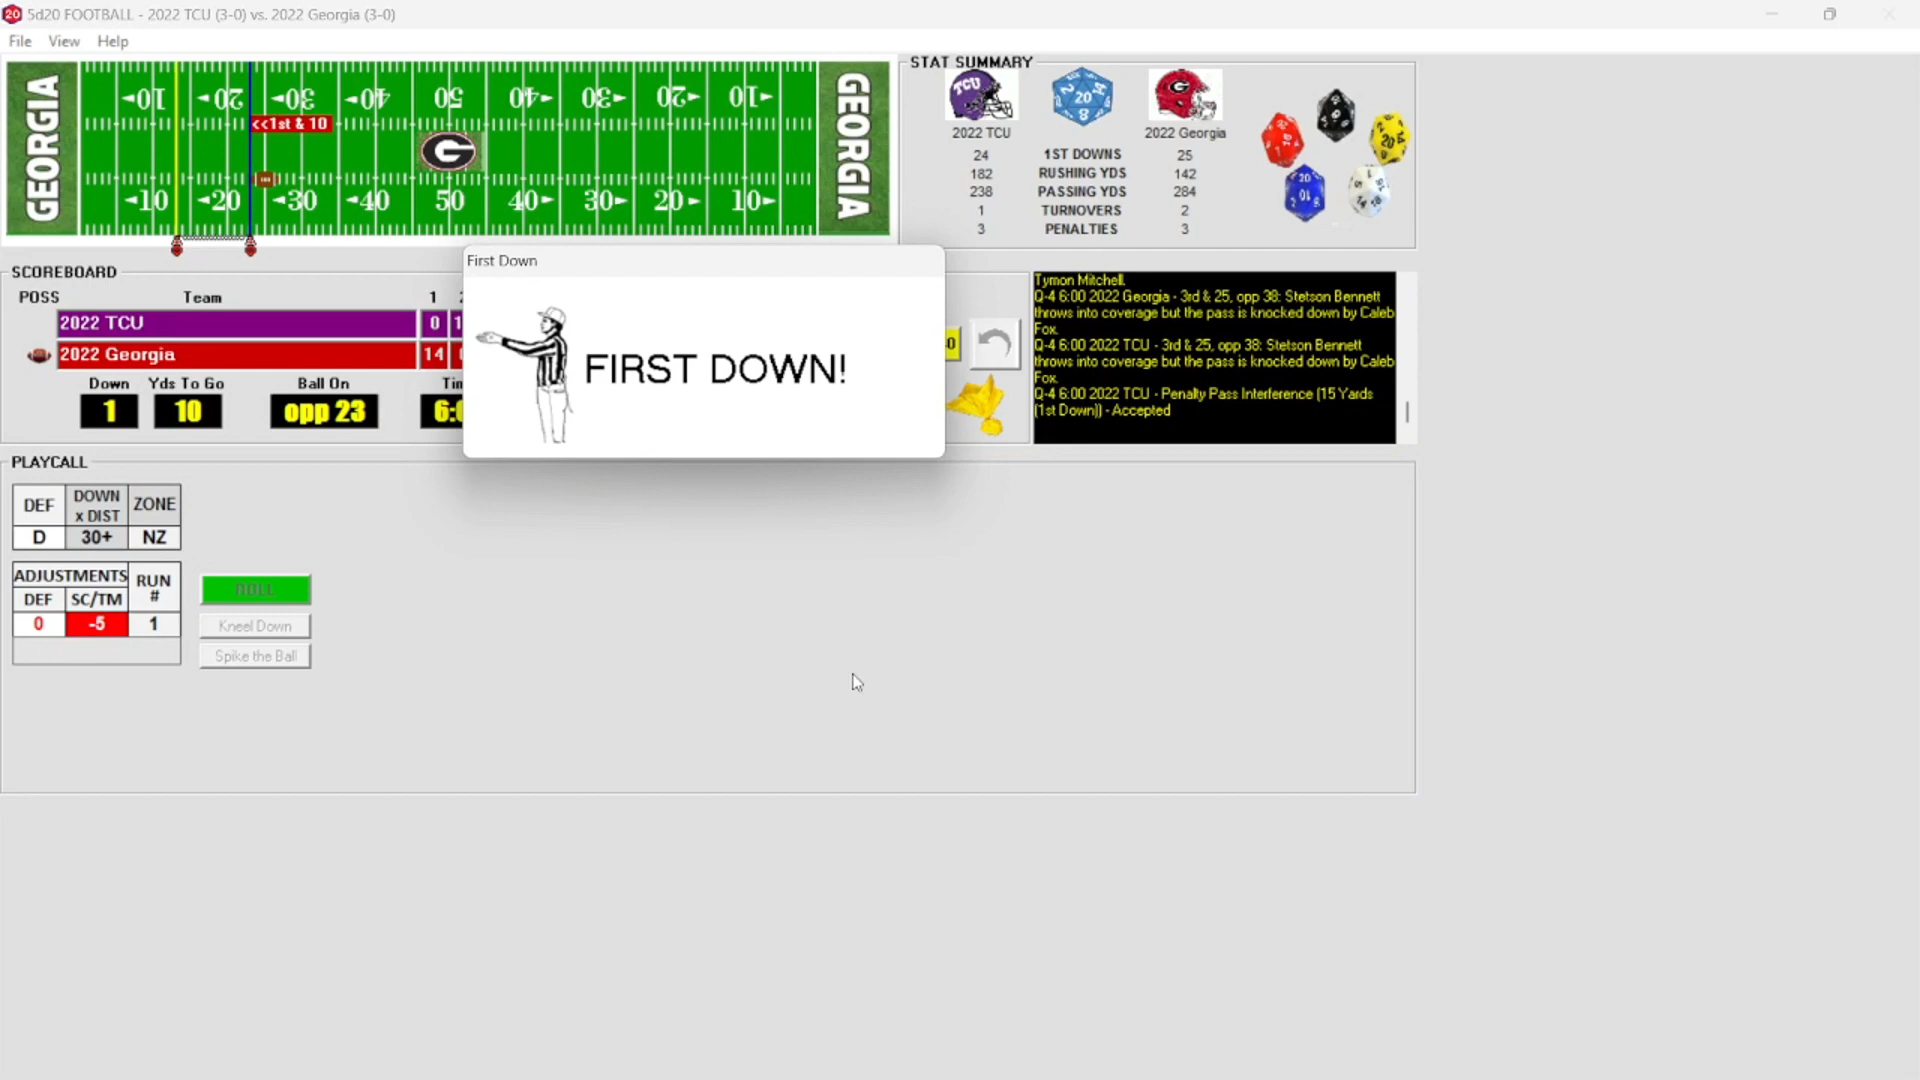 5d20 FOOTBALL - 2022 TCU (3-0) vs. 2022 Georgia (3-0)
File View Help
GEORGIA
10 20 30 40 50 40 30 20 10
<<1st & 10
G
10 20 30 40 50 40 30 20 10
GEORGIA
STAT SUMMARY
TCU 20 G
2022 TCU 2022 Georgia
24 1ST DOWNS 25
182 RUSHING YDS 142
238 PASSING YDS 284
1 TURNOVERS 2
3 PENALTIES 3
SCOREBOARD
POSS Team 1
2022 TCU 0 1
2022 Georgia 14
Down Yds To Go Ball On
1 10 opp 23
First Down
FIRST DOWN!
Tymon Mitchell.
Q-4 6:00 2022 Georgia - 3rd & 25, opp 38: Stetson Bennett
throws into coverage but the pass is knocked down by Caleb
Fox.
Q-4 6:00 2022 TCU - 3rd & 25, opp 38: Stetson Bennett
throws into coverage but the pass is knocked down by Caleb
Fox.
Q-4 6:00 2022 TCU - Penalty Pass Interference (15 Yards
(1st Down)) - Accepted
PLAYCALL
DEF DOWN x DIST ZONE
D 30+ NZ
ADJUSTMENTS RUN #
DEF SC/TM
0 -5 1
ROLL
Kneel Down
Spike the Ball